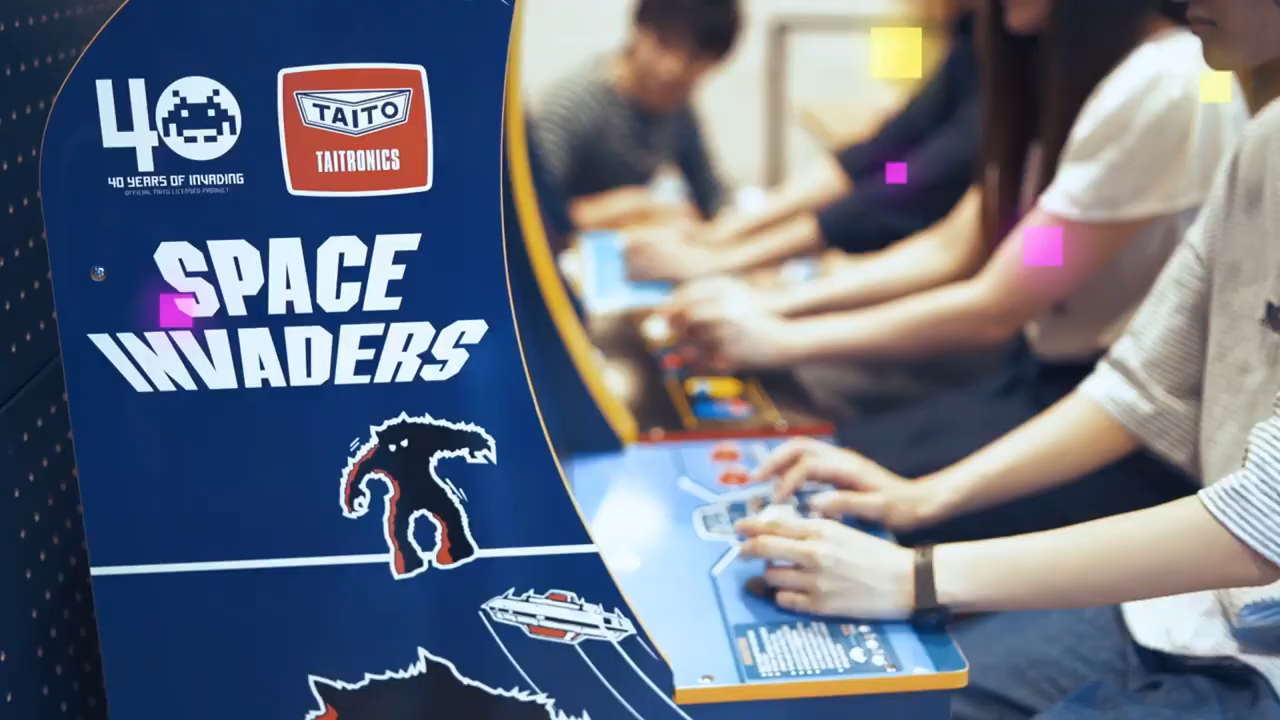 40
40 YEARS OF INVADING
OFFICIAL TAITO LICENSED PRODUCT
TAITO
TAITRONICS
SPACE
INVADERS